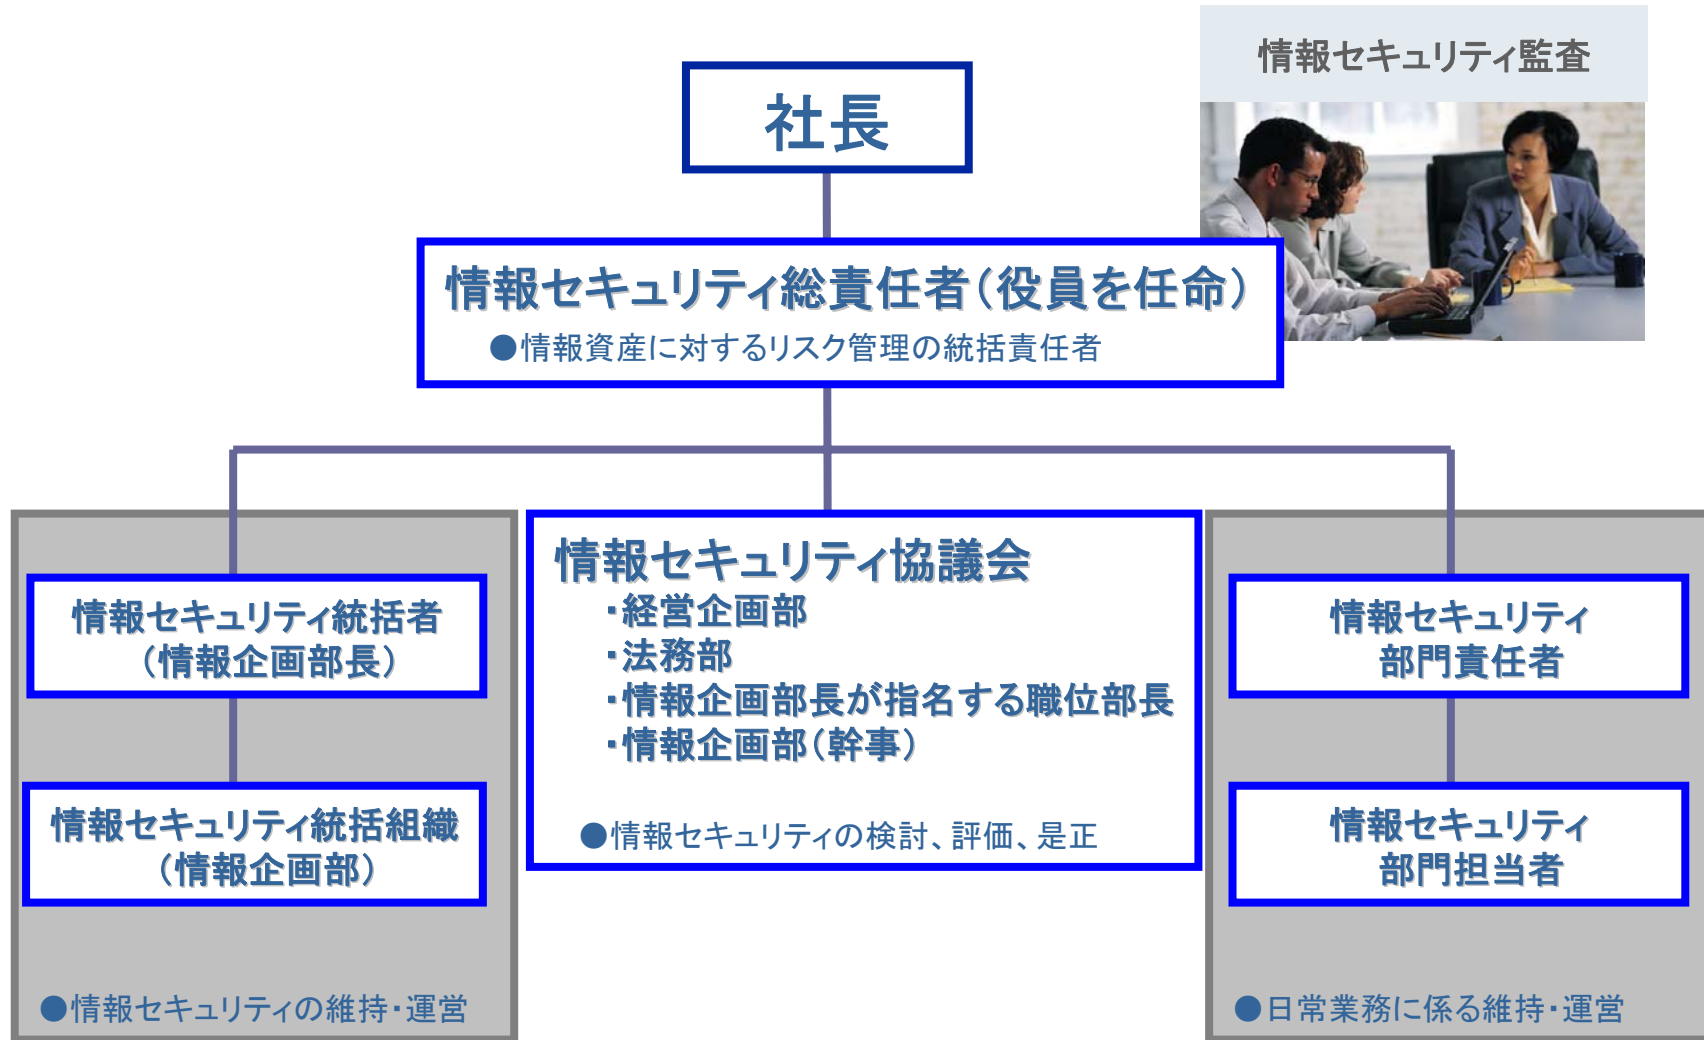 情報セキュリティ監査
社長
情報セキュリティ総責任者(役員を任命)
●情報資産に対するリスク管理の統括責任者
情報セキュリティ統括者
(情報企画部長)
情報セキュリティ統括組織
(情報企画部)
●情報セキュリティの維持・運営
情報セキュリティ協議会
・経営企画部
・法務部
・情報企画部長が指名する職位部長
・情報企画部(幹事)
●情報セキュリティの検討、評価、是正
情報セキュリティ
部門責任者
情報セキュリティ
部門担当者
●日常業務に係る維持・運営